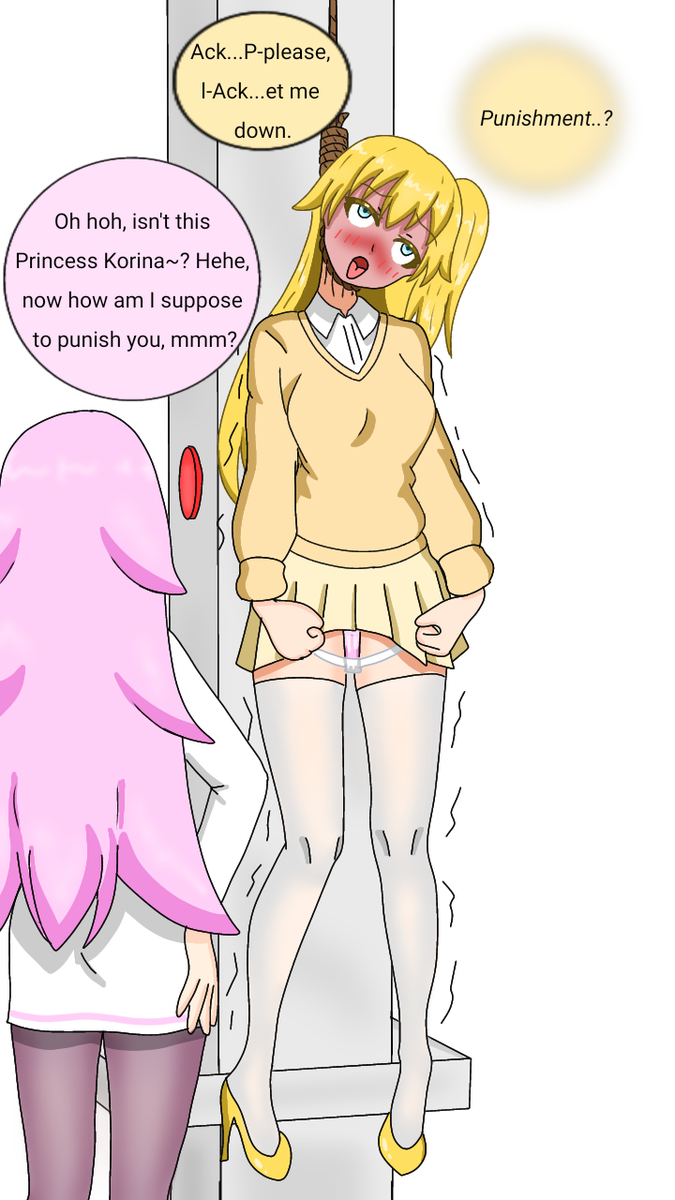 Ack...P-please,
l-Ack...et me
down.
Punishment..?
Oh hoh, isn't this
Princess Korina~? Hehe,
now how am I suppose
to punish you, mmm?